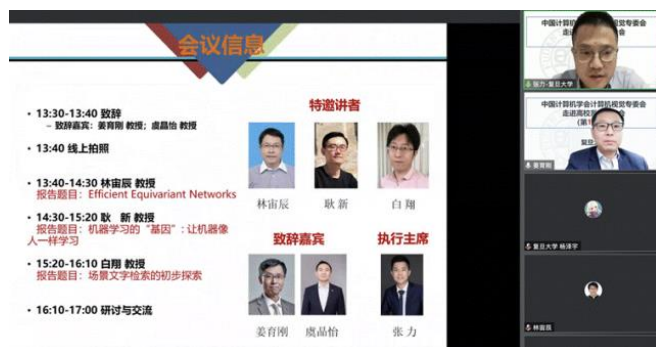 会议信息
• 13:30-13:40 致辞
– 致辞嘉宾：姜育刚 教授；虞晶怡 教授
• 13:40 线上拍照
• 13:40-14:30 林宙辰 教授
报告题目：Efficient Equivariant Networks
• 14:30-15:20 耿 新 教授
报告题目：机器学习的“基因”：让机器像
人一样学习
• 15:20-16:10 白翔 教授
报告题目：场景文字检索的初步探索
• 16:10-17:00 研讨与交流
特邀讲者
林宙辰 耿 新 白 翔
致辞嘉宾 执行主席
姜育刚 虞晶怡 张 力
中国计算机学会计算机视觉专委会
张力-复旦大学
中国计算机学会计算机视觉专委会
走进高校
姜育刚
复旦大学 杨泽宇
林宙辰